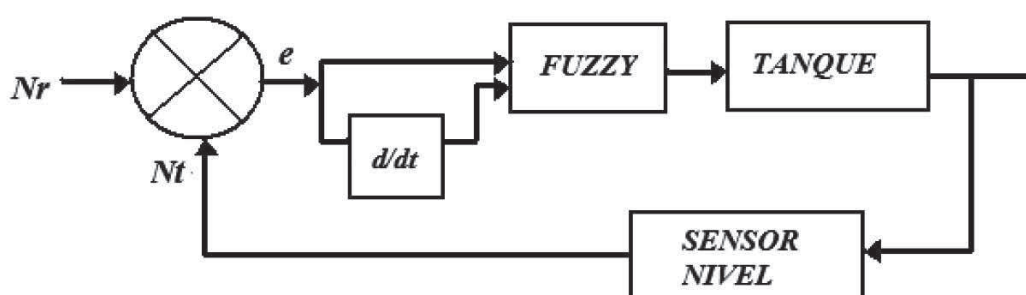 e
FUZZY
TANQUE
Nr
d/dt
Nt
SENSOR
NIVEL